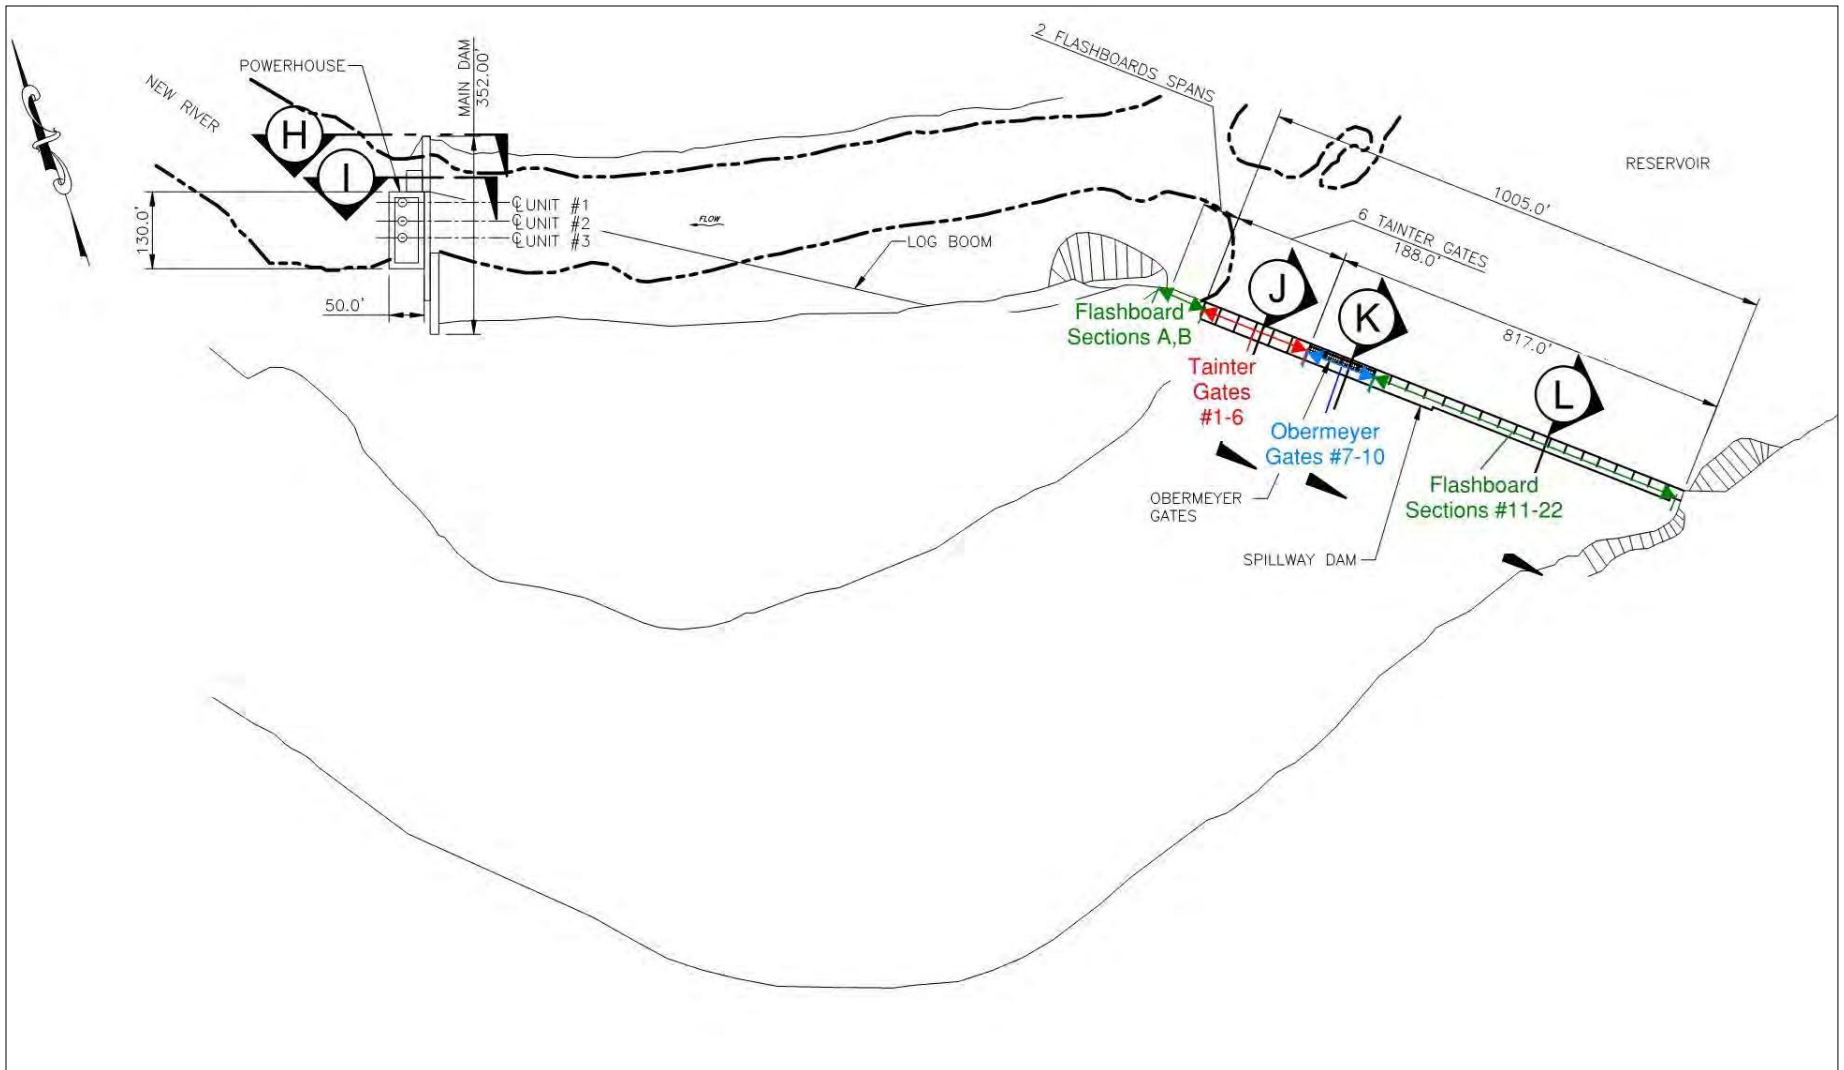 2 FLASHBOARDS SPANS
POWERHOUSE
MAIN DAM
352.00'
NEW RIVER
H
I
RESERVOIR
1005.0'
℄ UNIT #1
℄ UNIT #2
℄ UNIT #3
130.0'
50.0'
FLOW
LOG BOOM
6 TAINTER GATES
188.0'
J
K
L
817.0'
Flashboard
Sections A,B
Tainter
Gates
#1-6
Obermeyer
Gates #7-10
OBERMEYER
GATES
Flashboard
Sections #11-22
SPILLWAY DAM